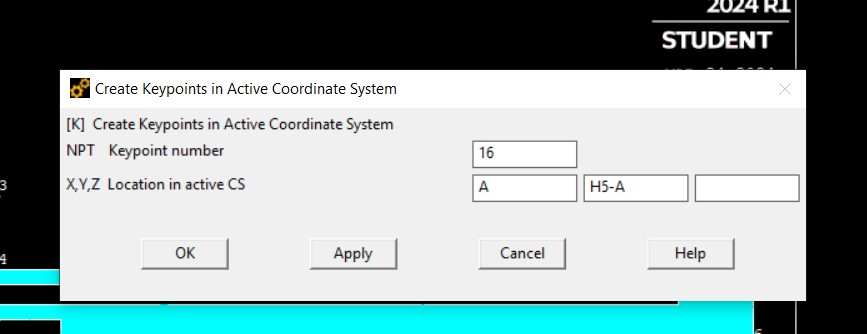 2024 R1
STUDENT
Create Keypoints in Active Coordinate System
[K] Create Keypoints in Active Coordinate System
NPT Keypoint number 16
X,Y,Z Location in active CS A H5-A
3
4
OK Apply Cancel Help
6